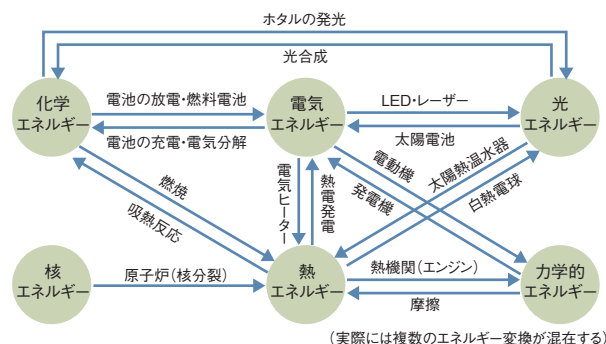 ホタルの発光
光合成
化学
エネルギー
電池の放電・燃料電池
電池の充電・電気分解
電気
エネルギー
LED・レーザー
太陽電池
光
エネルギー
燃焼
吸熱反応
電気ヒーター
熱電発電
電動機
発電機
太陽熱温水器
白熱電球
核
エネルギー
原子炉(核分裂)
熱
エネルギー
熱機関(エンジン)
摩擦
力学的
エネルギー
(実際には複数のエネルギー変換が混在する)